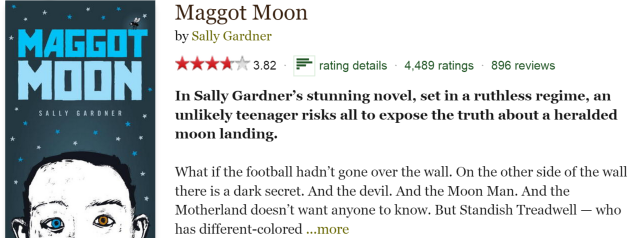 MAGGOT
MOON
SALLY GARDNER
Maggot Moon
by Sally Gardner
3.82 · rating details · 4,489 ratings · 896 reviews
In Sally Gardner's stunning novel, set in a ruthless regime, an
unlikely teenager risks all to expose the truth about a heralded
moon landing.
What if the football hadn't gone over the wall. On the other side of the wall
there is a dark secret. And the devil. And the Moon Man. And the
Motherland doesn't want anyone to know. But Standish Treadwell — who
has different-colored ...more